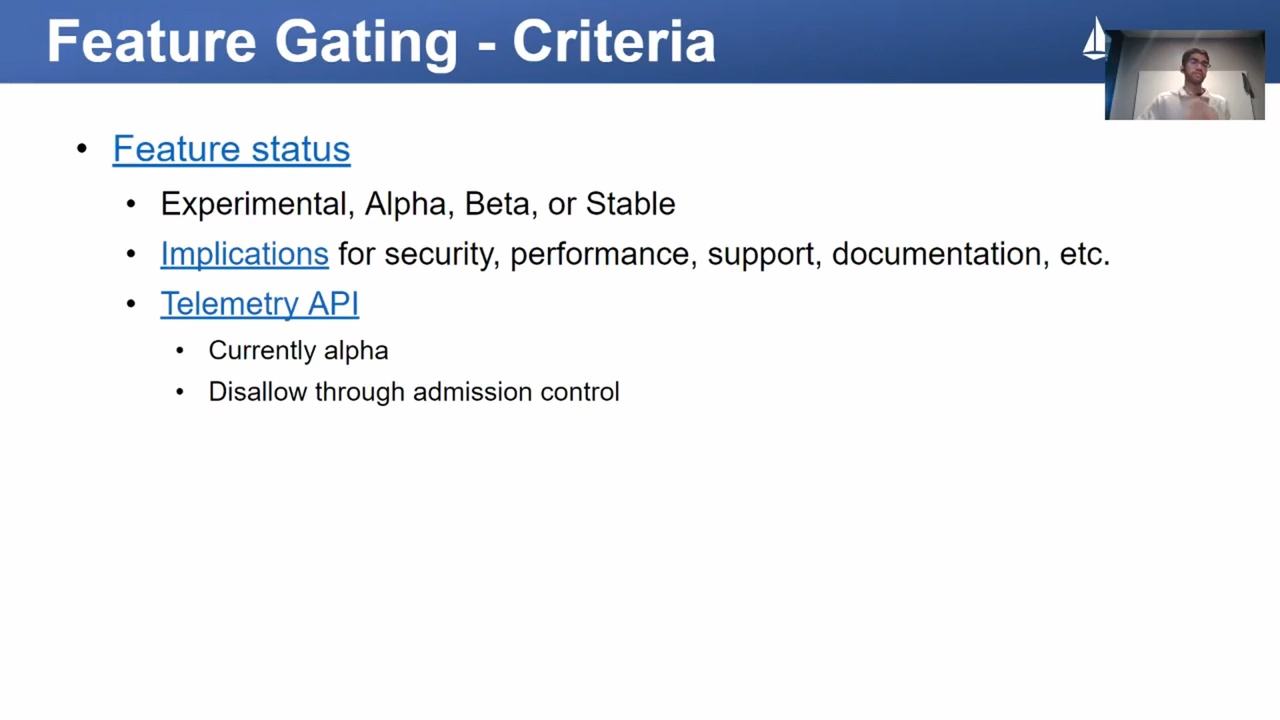 Feature Gating - Criteria
• Feature status
• Experimental, Alpha, Beta, or Stable
• Implications for security, performance, support, documentation, etc.
• Telemetry API
• Currently alpha
• Disallow through admission control